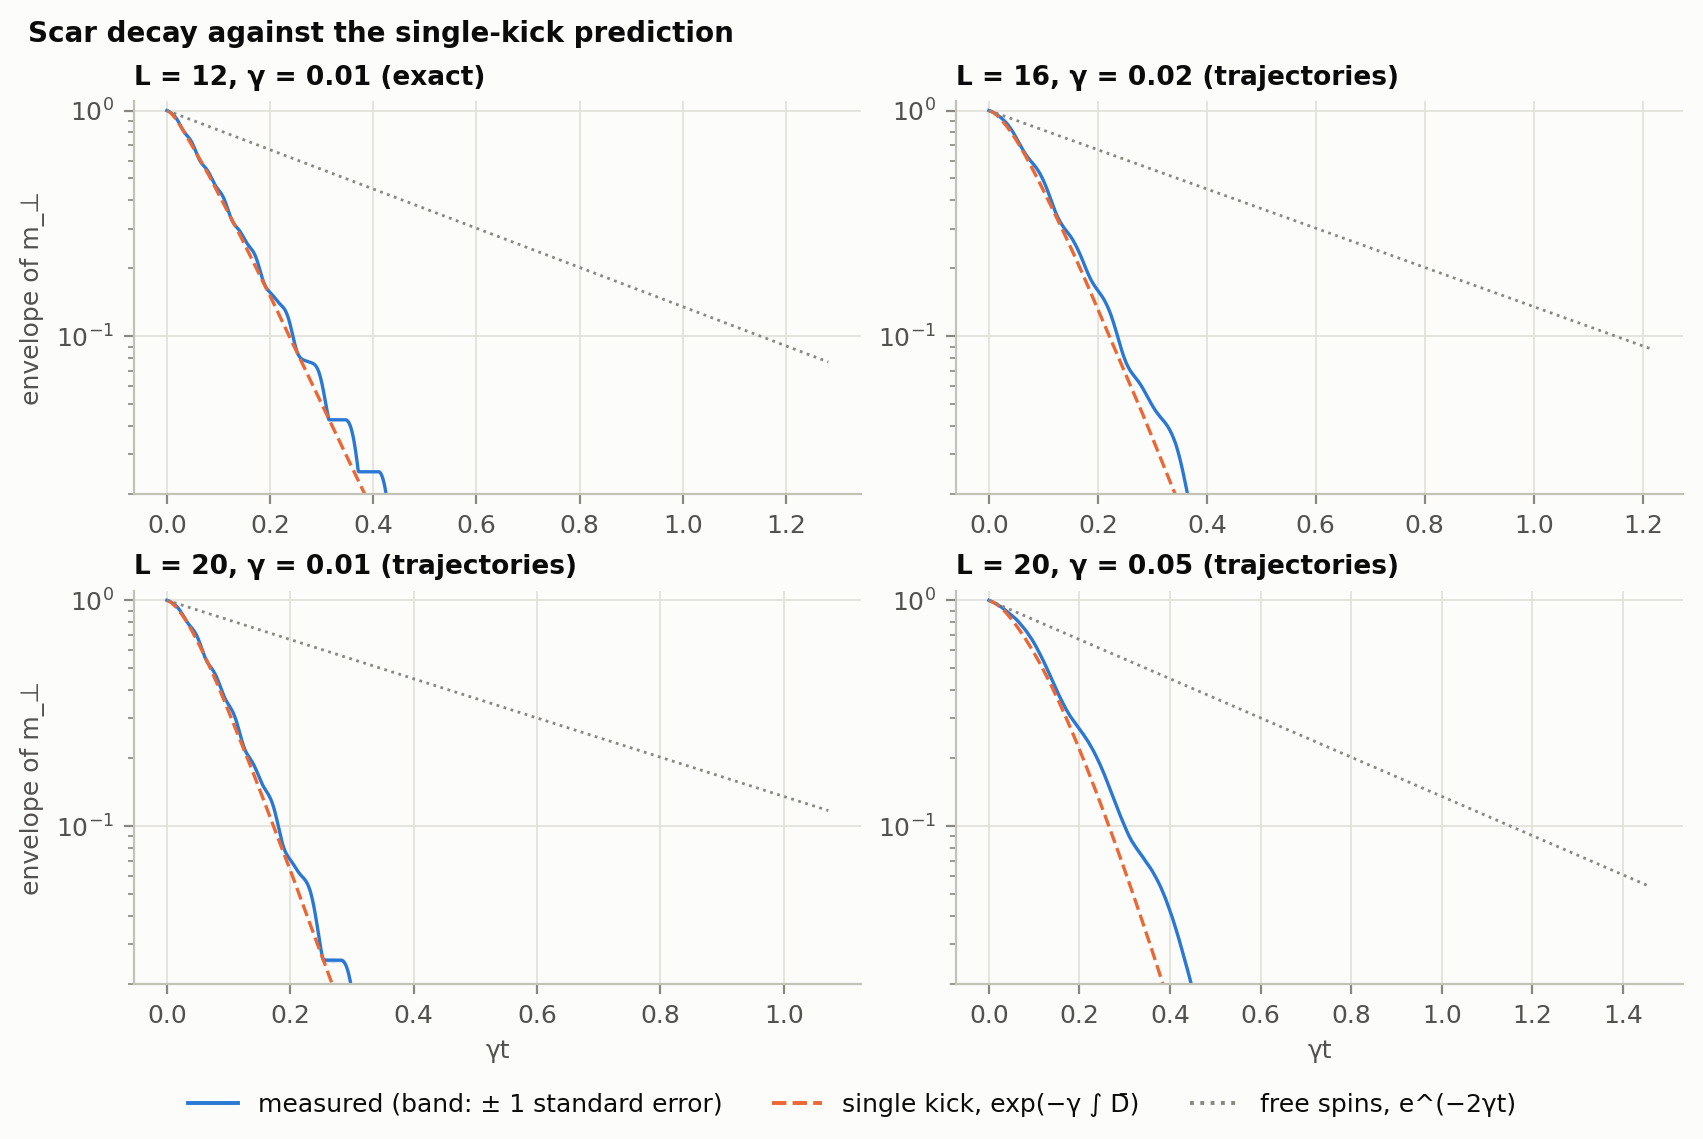 Scar decay against the single-kick prediction
L = 12, γ = 0.01 (exact)
10⁰
10⁻¹
envelope of m_⊥
0.0 0.2 0.4 0.6 0.8 1.0 1.2
L = 16, γ = 0.02 (trajectories)
10⁰
10⁻¹
0.0 0.2 0.4 0.6 0.8 1.0 1.2
L = 20, γ = 0.01 (trajectories)
10⁰
10⁻¹
envelope of m_⊥
0.0 0.2 0.4 0.6 0.8 1.0
γt
L = 20, γ = 0.05 (trajectories)
10⁰
10⁻¹
0.0 0.2 0.4 0.6 0.8 1.0 1.2 1.4
γt
measured (band: ± 1 standard error)
single kick, exp(−γ ∫ D̄)
free spins, e^(−2γt)